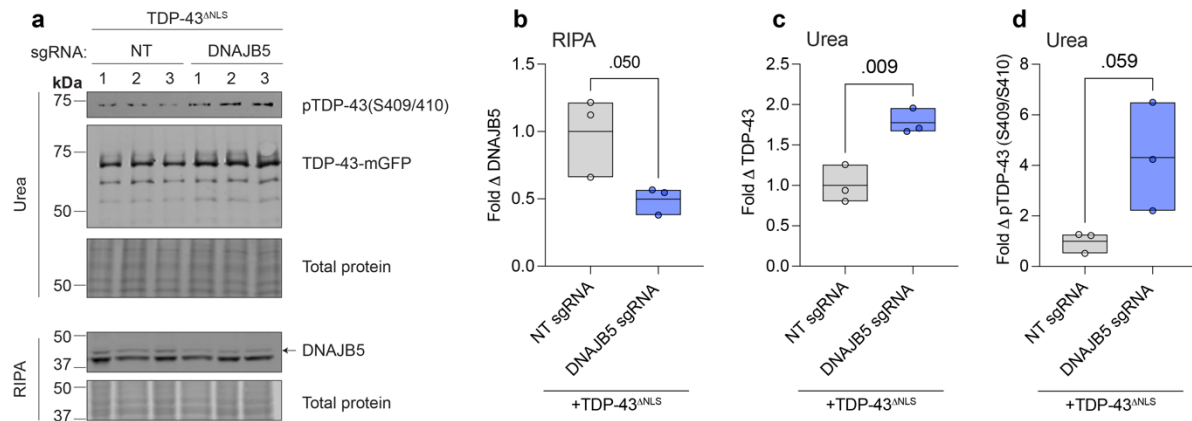 a
TDP-43ΔNLS
sgRNA: NT DNAJB5
kDa 1 2 3 1 2 3
Urea
75
pTDP-43(S409/410)
75
TDP-43-mGFP
50
50
Total protein
RIPA
50
DNAJB5
37
50
Total protein
37
b
RIPA
.050
Fold Δ DNAJB5
1.5
1.0
0.5
0.0
NT sgRNA
DNAJB5 sgRNA
+TDP-43ΔNLS
c
Urea
.009
Fold Δ TDP-43
2.5
2.0
1.5
1.0
0.5
0.0
NT sgRNA
DNAJB5 sgRNA
+TDP-43ΔNLS
d
Urea
.059
Fold Δ pTDP-43 (S409/S410)
8
6
4
2
0
NT sgRNA
DNAJB5 sgRNA
+TDP-43ΔNLS